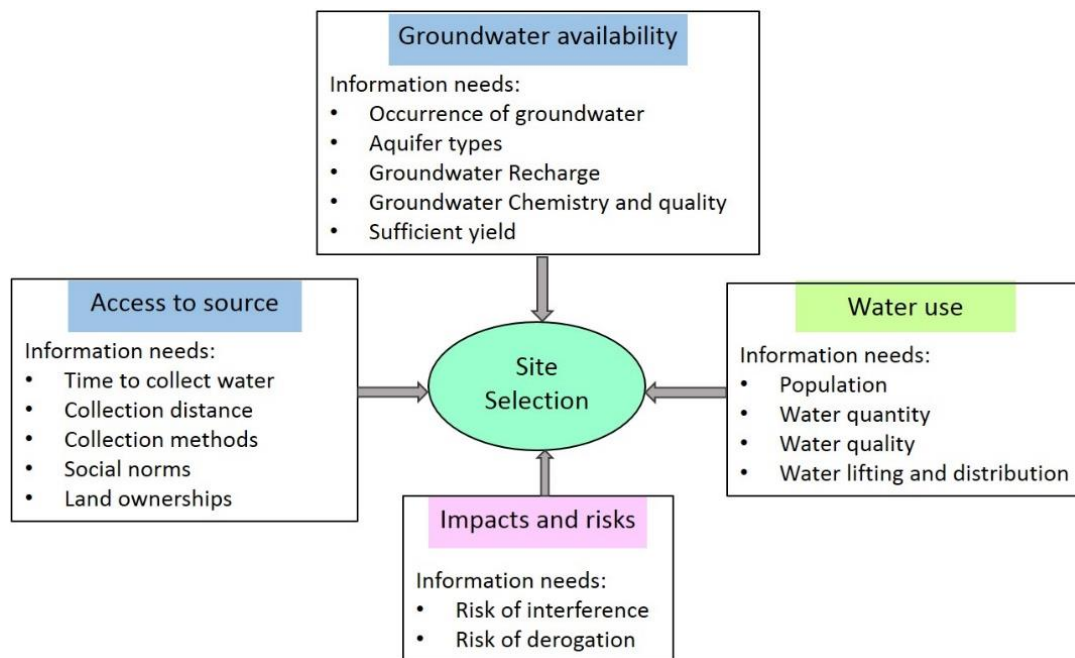 Groundwater availability
Information needs:
• Occurrence of groundwater
• Aquifer types
• Groundwater Recharge
• Groundwater Chemistry and quality
• Sufficient yield
Access to source
Information needs:
• Time to collect water
• Collection distance
• Collection methods
• Social norms
• Land ownerships
Site
Selection
Water use
Information needs:
• Population
• Water quantity
• Water quality
• Water lifting and distribution
Impacts and risks
Information needs:
• Risk of interference
• Risk of derogation